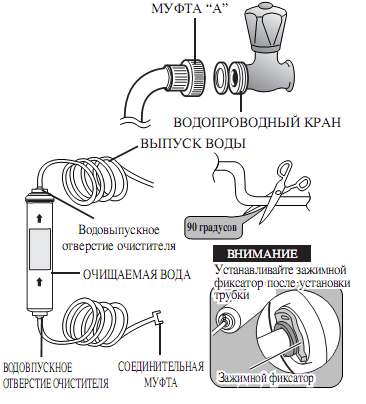 МУФТА “А”
ВОДОПРОВОДНЫЙ КРАН
ВЫПУСК ВОДЫ
90 градусов
Водовыпускное
отверстие очистителя
ОЧИЩАЕМАЯ ВОДА
ВНИМАНИЕ
Устанавливайте зажимной
фиксатор после установки
трубки
Зажимной фиксатор
ВОДОВПУСКНОЕ
ОТВЕРСТИЕ ОЧИСТИТЕЛЯ
СОЕДИНИТЕЛЬНАЯ
МУФТА